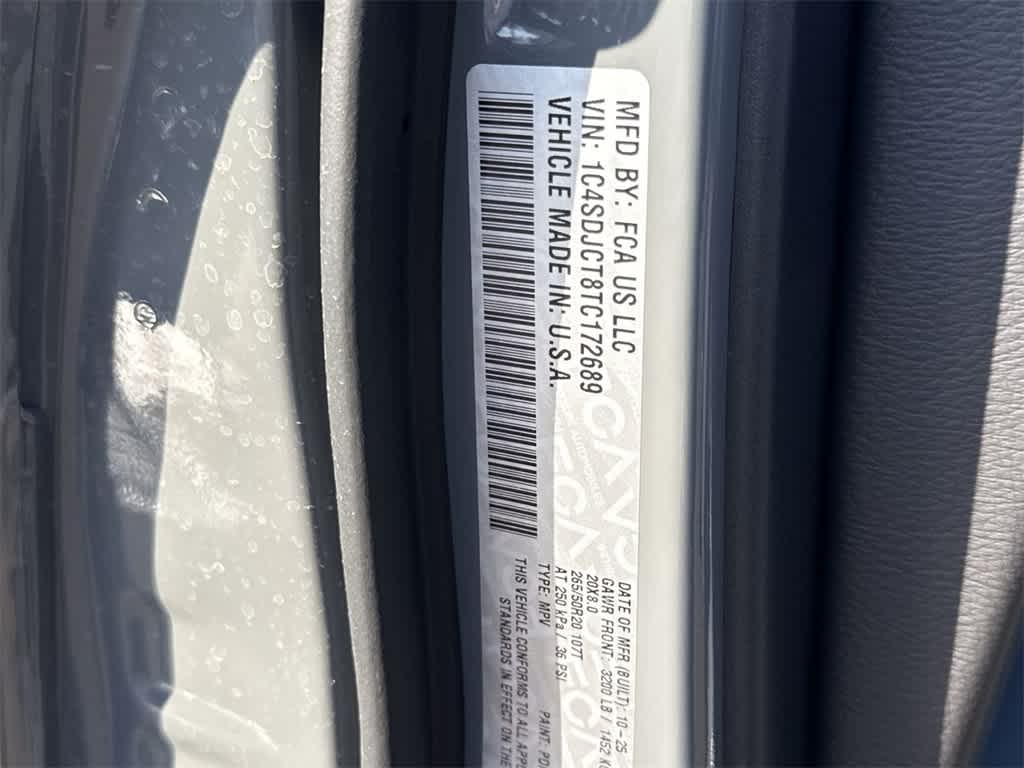 MFD BY: FCA US LLC
VIN: 1C4SDJCT8TC172689
VEHICLE MADE IN: U.S.A.
DATE OF MFR (BUILT): 10-25
GAWR FRONT: 3200 LB / 1452 KG
20X8.0
265/50R20 107T
AT 250 kPa / 36 PSI.
TYPE: MPV PAINT:
THIS VEHICLE CONFORMS TO ALL
STANDARDS IN EFFECT ON THE